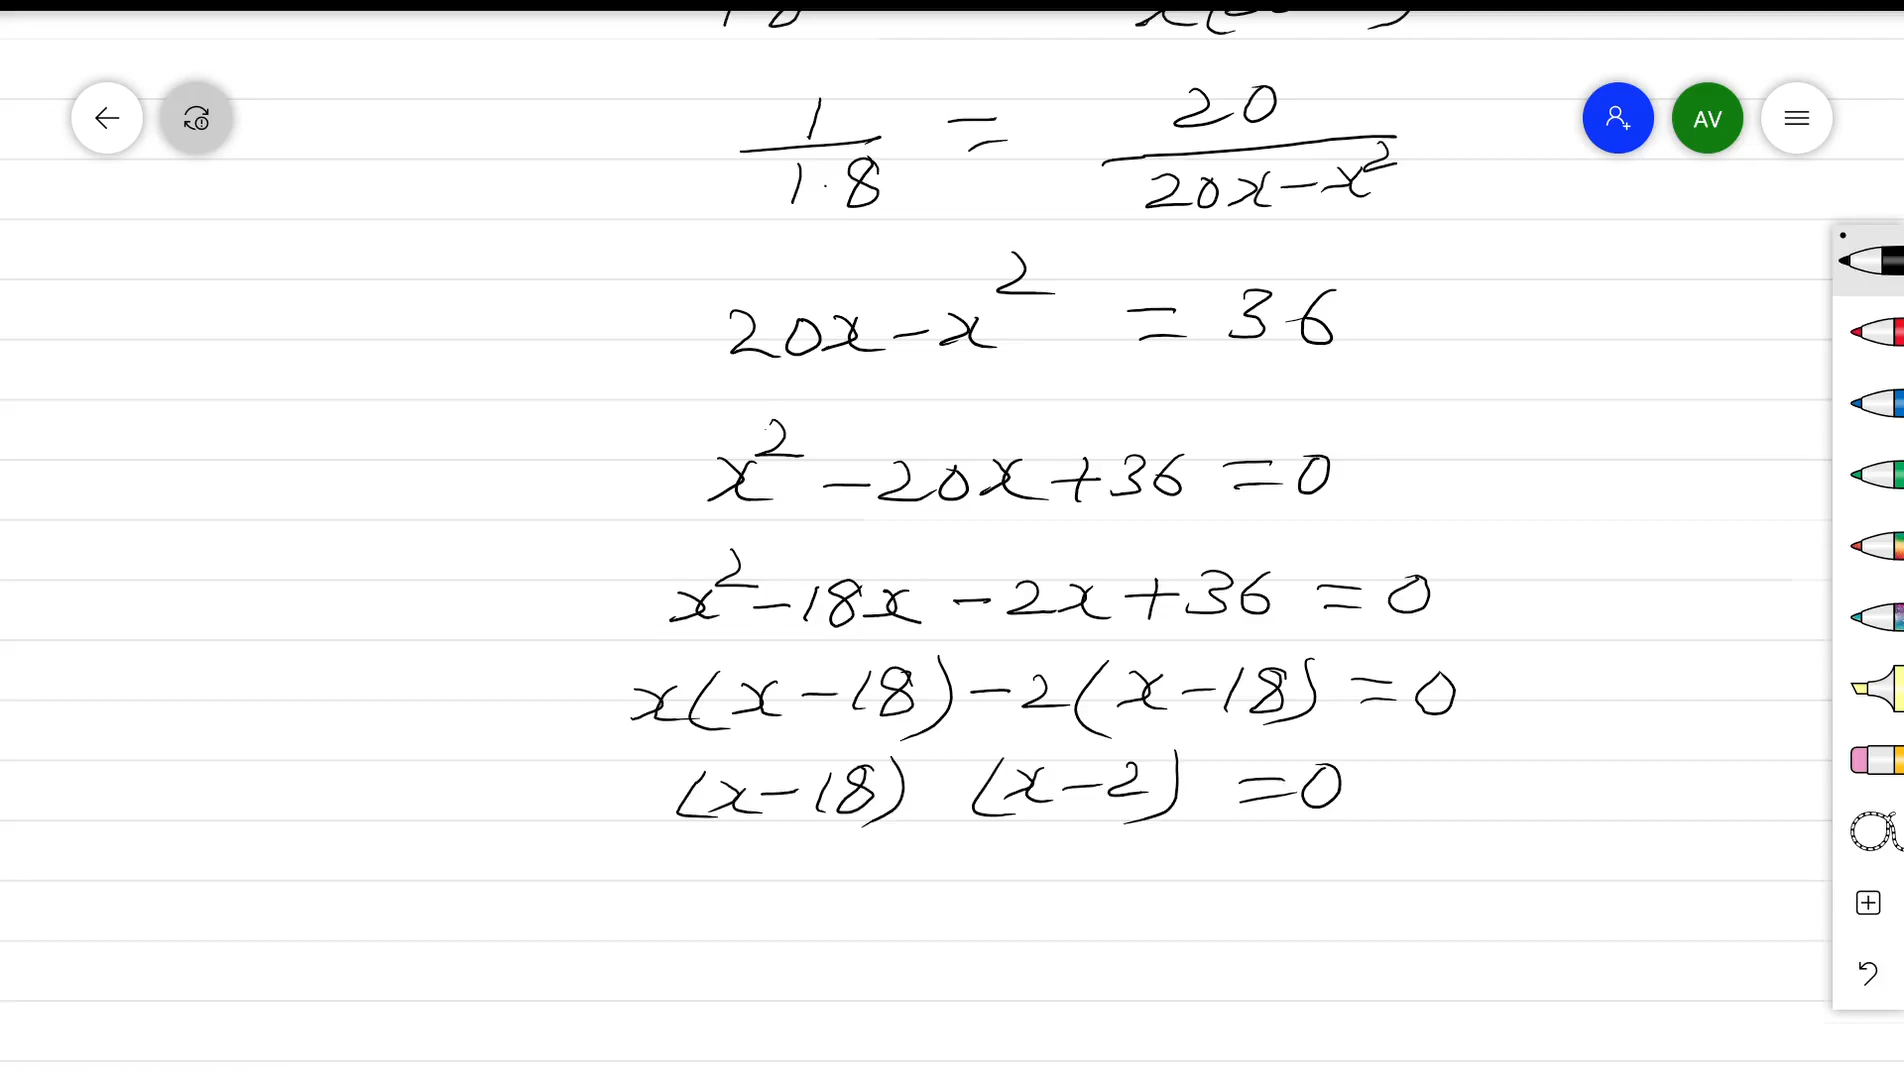 AV
1/1.8 = 20/(20x-x²)
20x-x² = 36
x²-20x+36=0
x²-18x-2x+36=0
x(x-18)-2(x-18)=0
(x-18) (x-2) =0